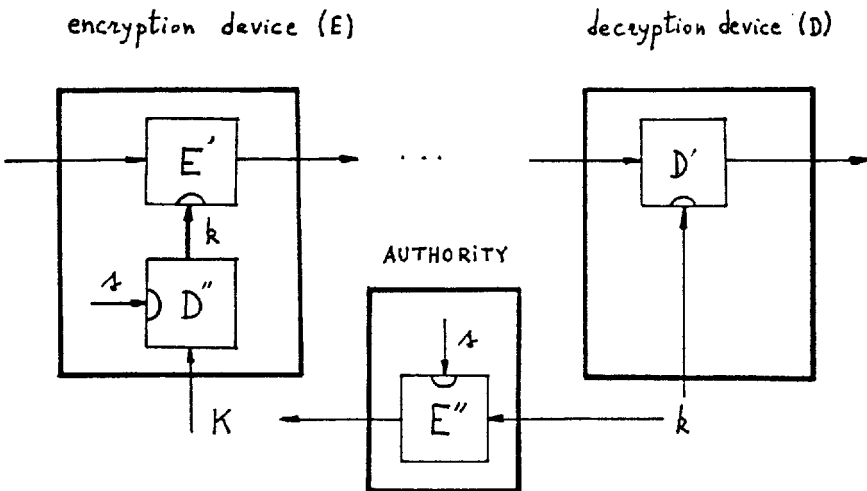 encryption device (E)
decryption device (D)
E'
...
D'
k
AUTHORITY
s
D"
s
K
E"
k